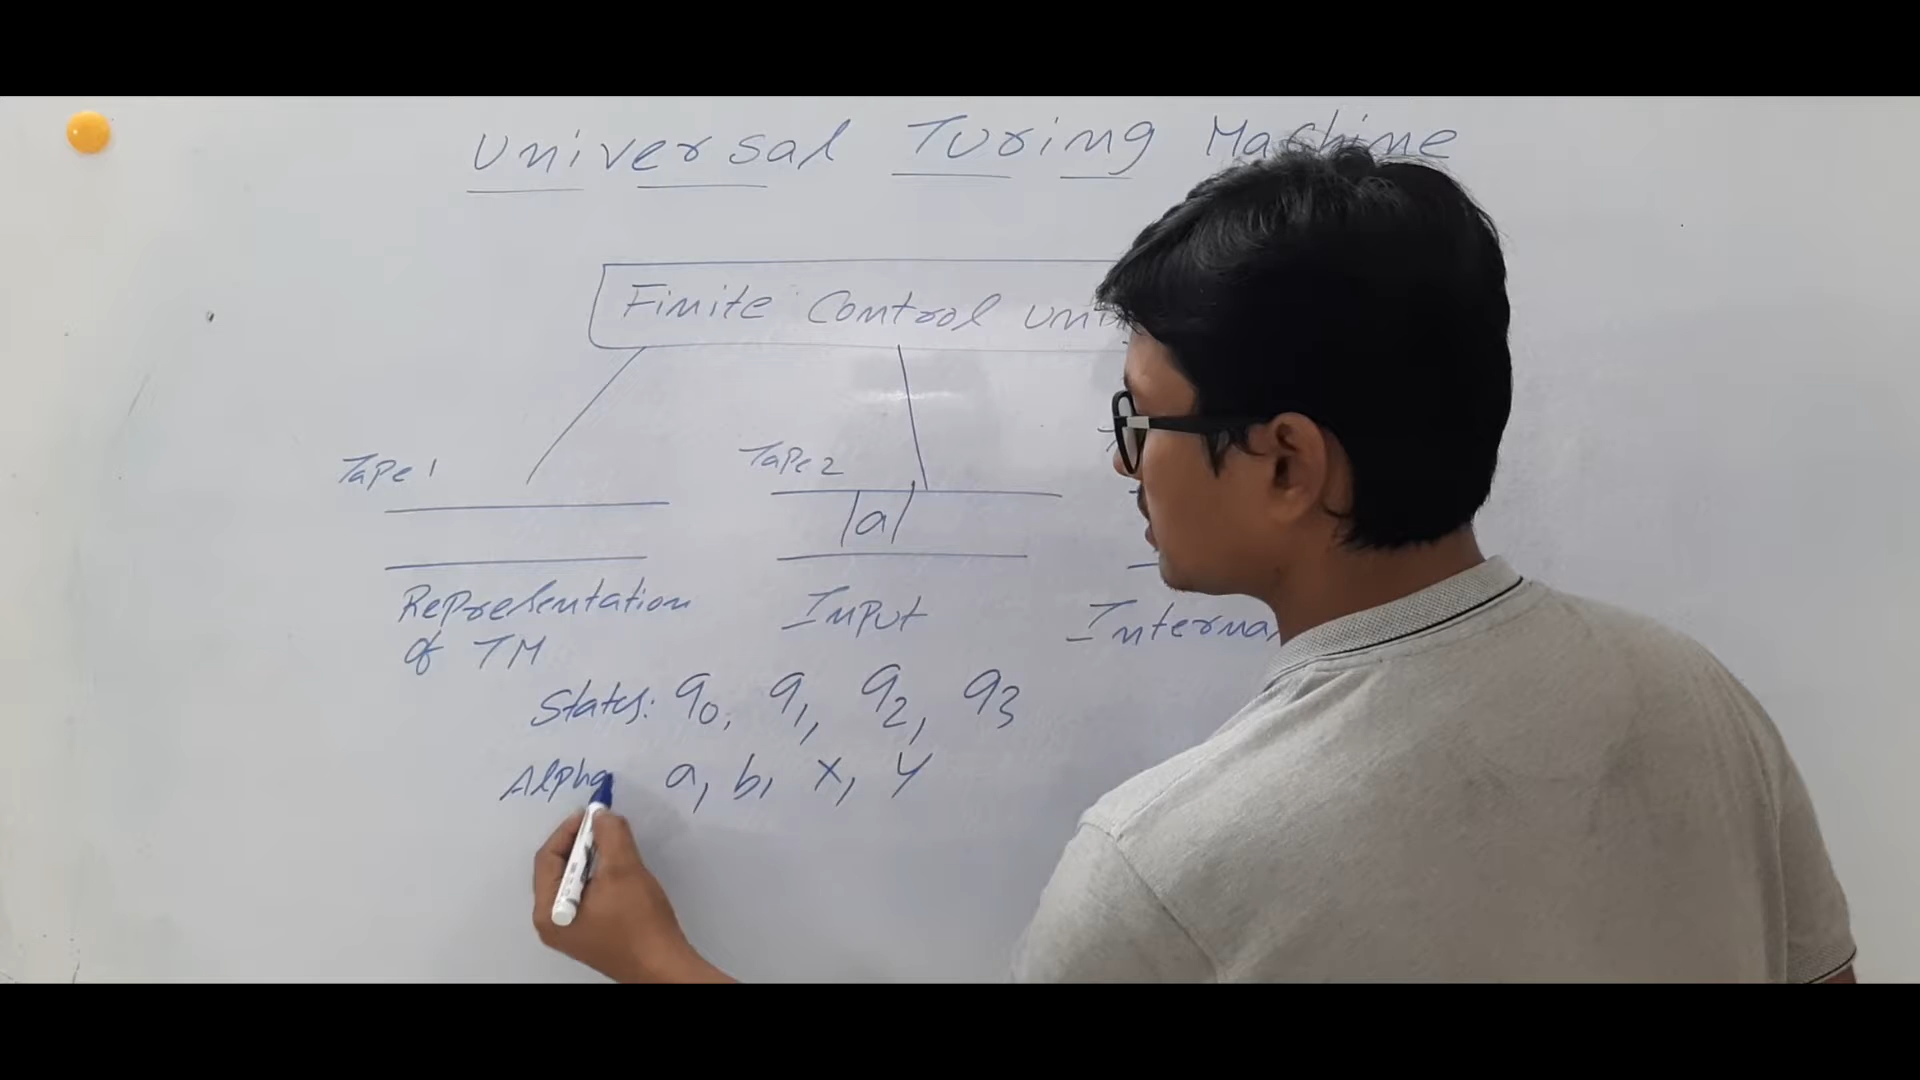 Universal Turing Machine
Finite Control Uni
Tape 1
Tape 2
a
Representation
of TM
Input
Interna
States: q0, q1, q2, q3
Alpha a, b, x, y